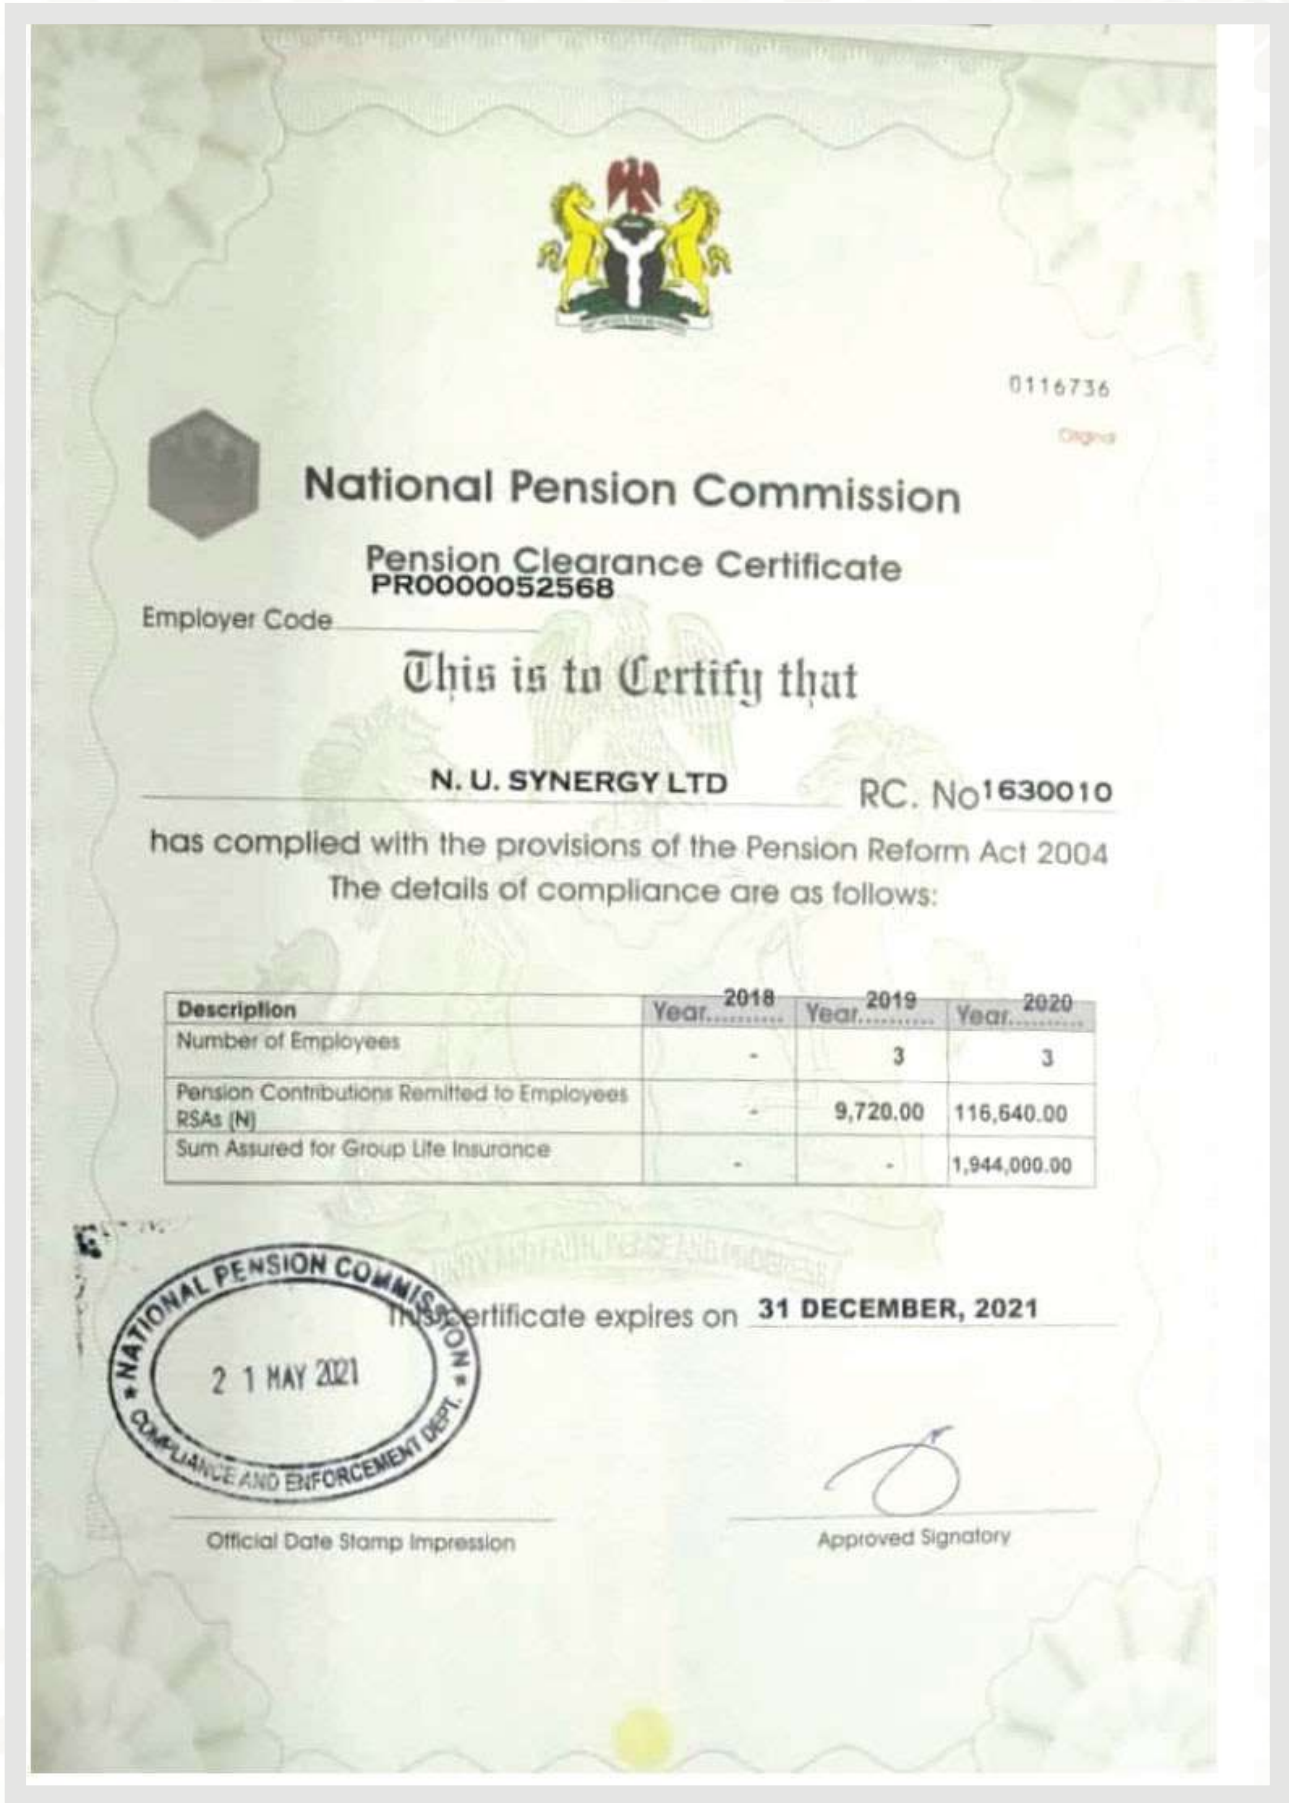 0116736
Original
National Pension Commission
Pension Clearance Certificate
PR0000052568
Employer Code
This is to Certify that
N. U. SYNERGY LTD RC. No 1630010
has complied with the provisions of the Pension Reform Act 2004
The details of compliance are as follows:
Description Year.......... 2018 Year.......... 2019 Year.......... 2020
Number of Employees - 3 3
Pension Contributions Remitted to Employees
RSAs (N) - 9,720.00 116,640.00
Sum Assured for Group Life Insurance - - 1,944,000.00
NATIONAL PENSION COMMISSION
This certificate expires on 31 DECEMBER, 2021
2 1 MAY 2021
COMPLIANCE AND ENFORCEMENT DEPT.
Official Date Stamp Impression
Approved Signatory